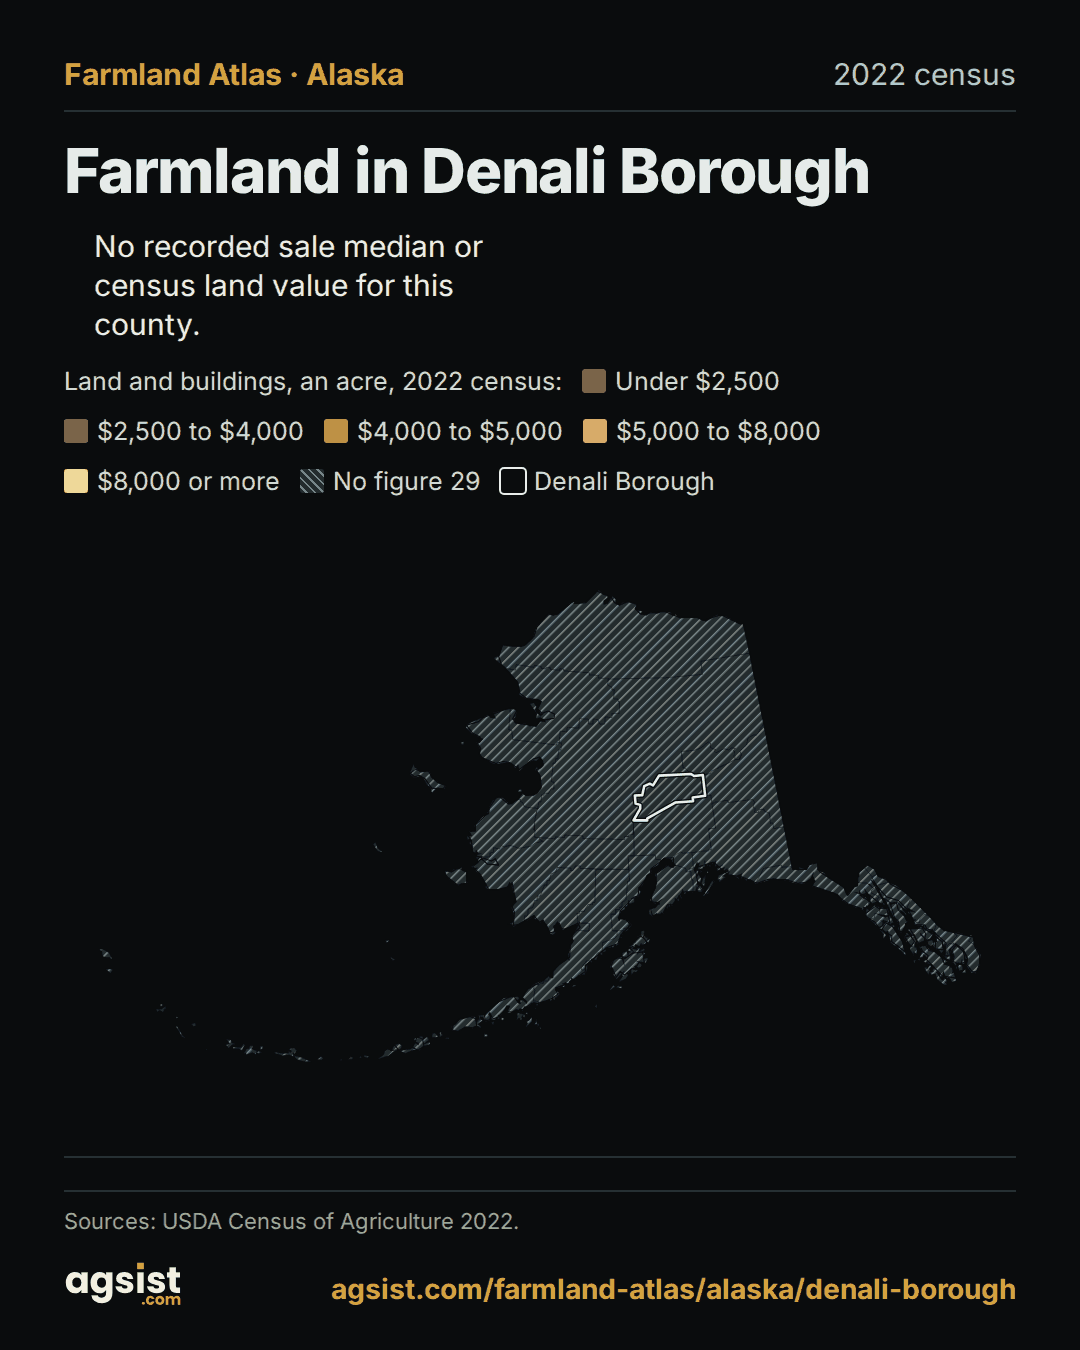 Farmland Atlas · Alaska
2022 census
Farmland in Denali Borough
No recorded sale median or
census land value for this
county.
Land and buildings, an acre, 2022 census: Under $2,500
$2,500 to $4,000 $4,000 to $5,000 $5,000 to $8,000
$8,000 or more No figure 29 Denali Borough
Sources: USDA Census of Agriculture 2022.
agsist
.com
agsist.com/farmland-atlas/alaska/denali-borough